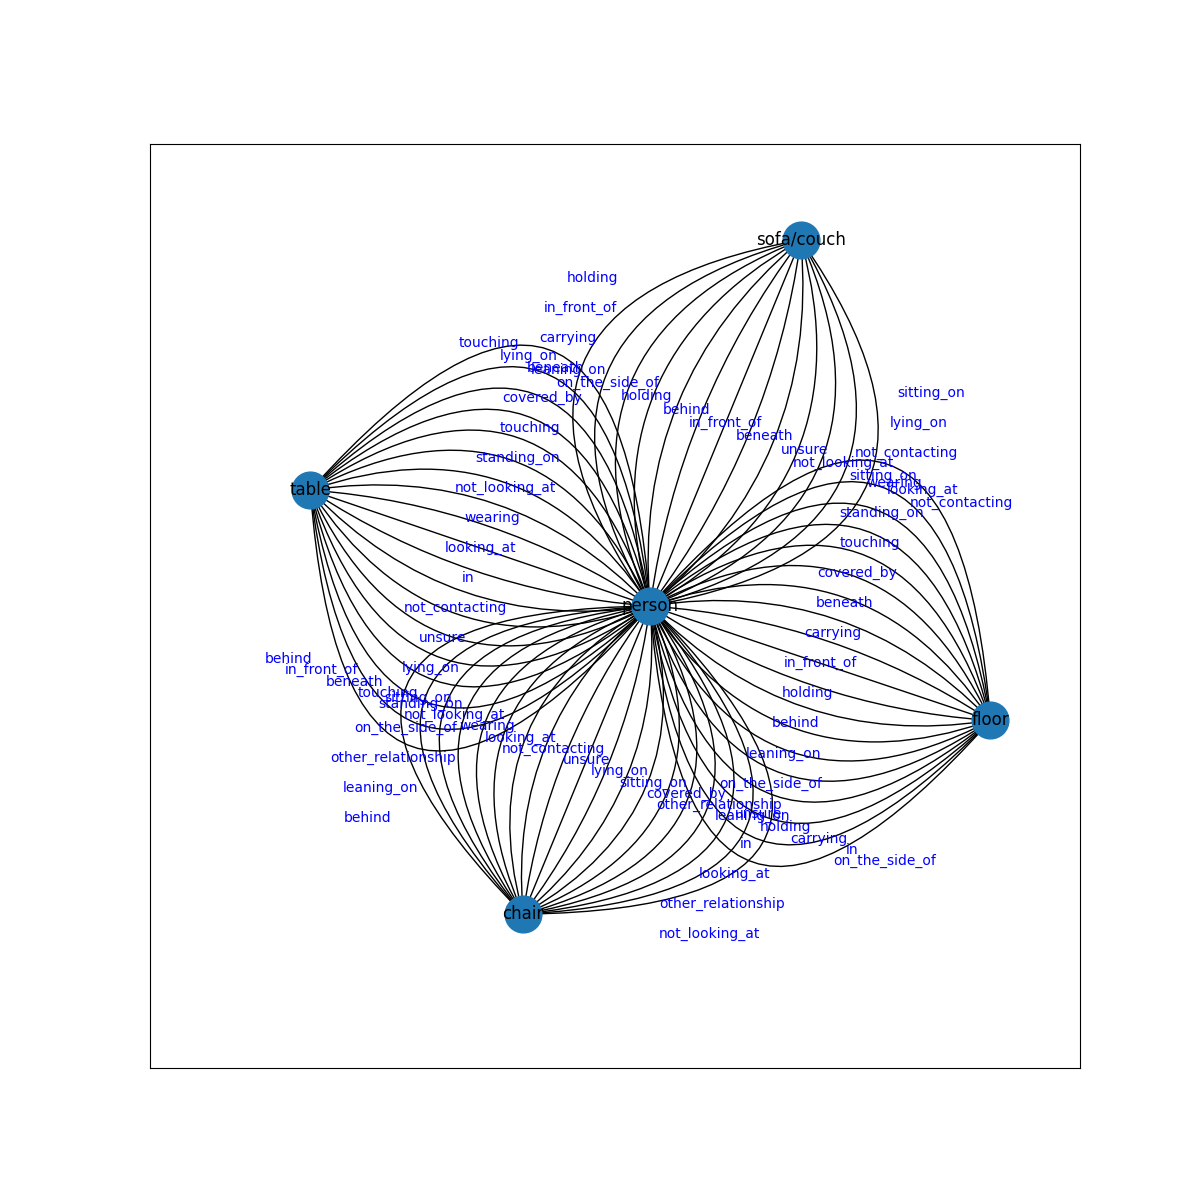 sofa/couch
holding
in_front_of
carrying
touching
lying_on
beneath
leaning_on
on_the_side_of
holding
covered_by
behind
in_front_of
touching
beneath
unsure
standing_on
not_looking_at
sitting_on
lying_on
not_contacting
sitting_on
wearing
looking_at
not_contacting
standing_on
table
not_looking_at
wearing
touching
looking_at
covered_by
in
beneath
not_contacting
person
carrying
unsure
in_front_of
lying_on
holding
floor
behind
behind
in_front_of
beneath
touching
sitting_on
standing_on
not_looking_at
wearing
on_the_side_of
looking_at
not_contacting
other_relationship
unsure
lying_on
leaning_on
sitting_on
covered_by
on_the_side_of
leaning_on
other_relationship
behind
leaning_on
unsure
holding
carrying
in
in
on_the_side_of
looking_at
other_relationship
chair
not_looking_at